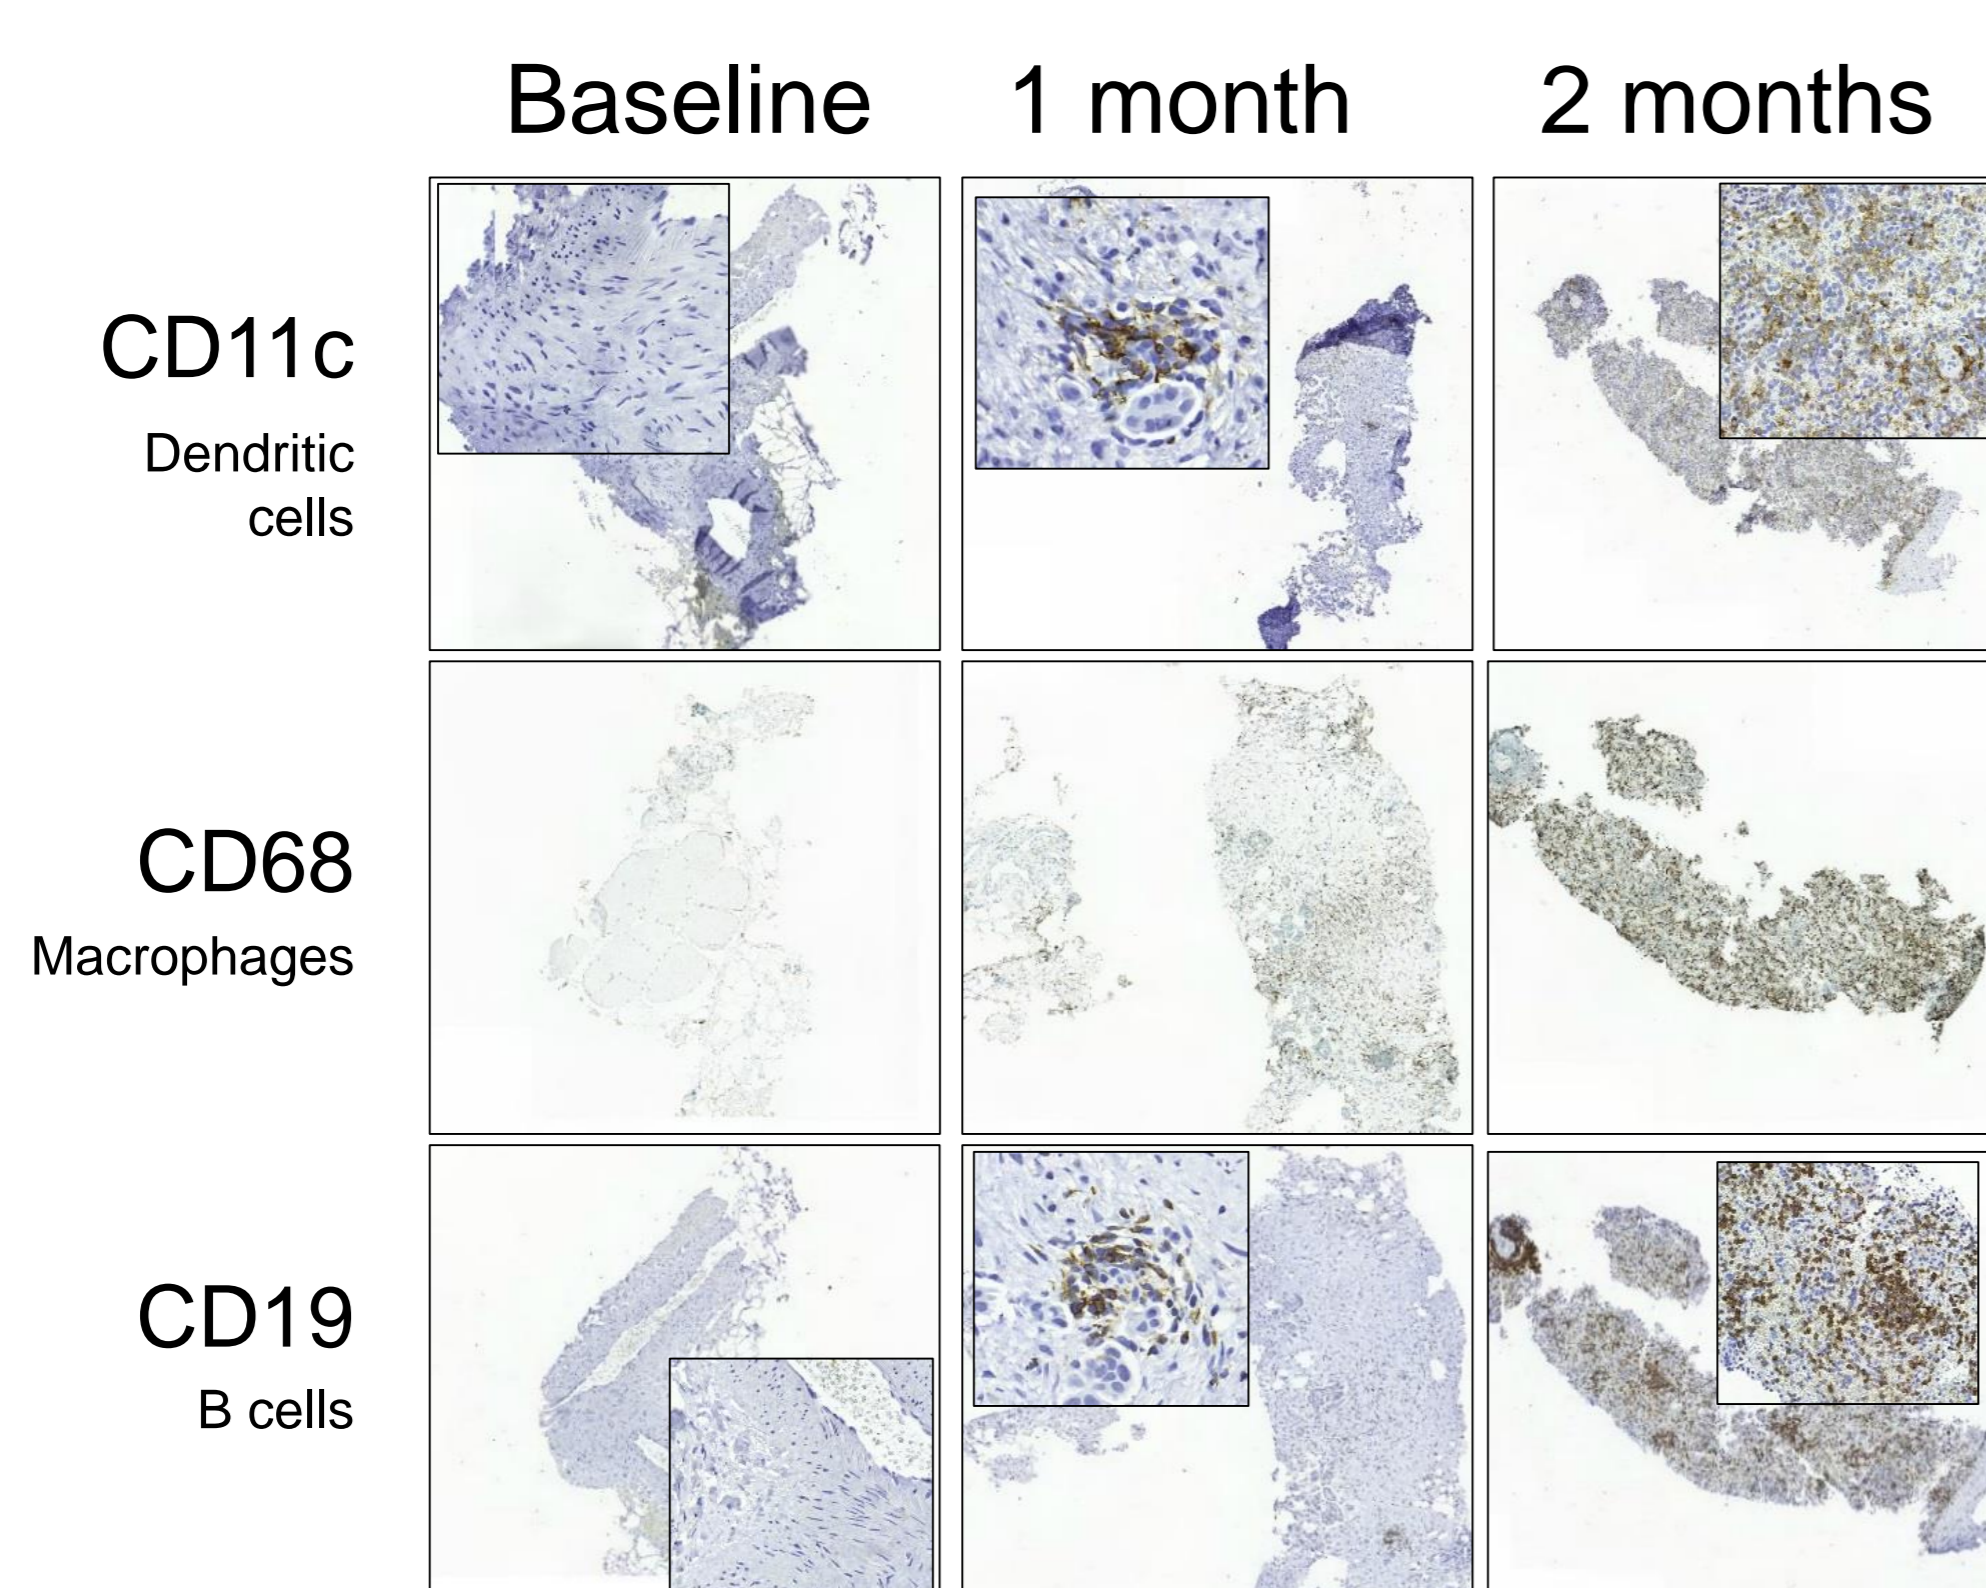 Baseline
1 month
2 months
CD11c
Dendritic
cells
CD68
Macrophages
CD19
B cells